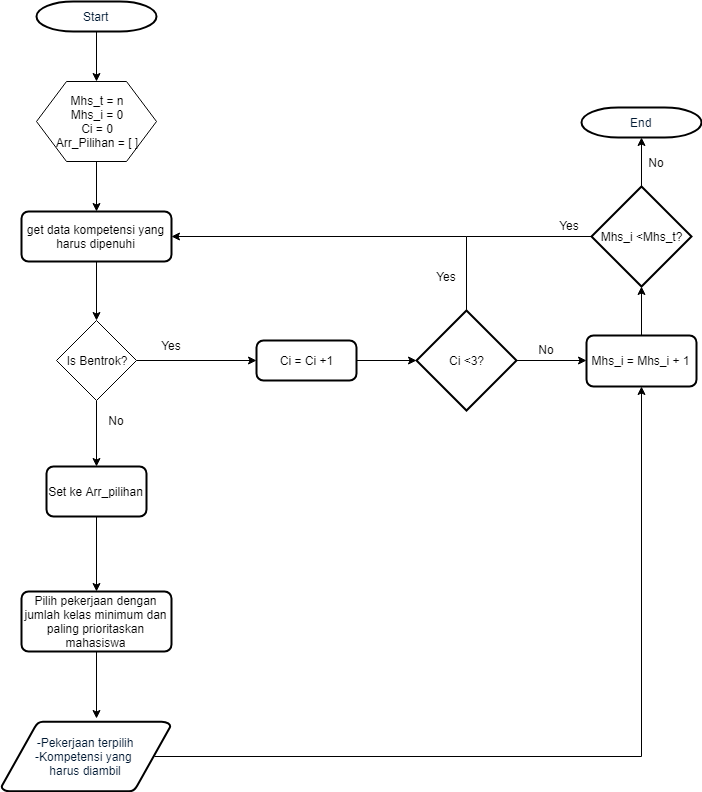 Start
Mhs_t = n
Mhs_i = 0
Ci = 0
Arr_Pilihan = [ ]
End
No
get data kompetensi yang
harus dipenuhi
Yes
Mhs_i <Mhs_t?
Yes
Is Bentrok?
Yes
Ci = Ci +1
Ci <3?
No
Mhs_i = Mhs_i + 1
No
Set ke Arr_pilihan
Pilih pekerjaan dengan
jumlah kelas minimum dan
paling prioritaskan
mahasiswa
-Pekerjaan terpilih
-Kompetensi yang
harus diambil